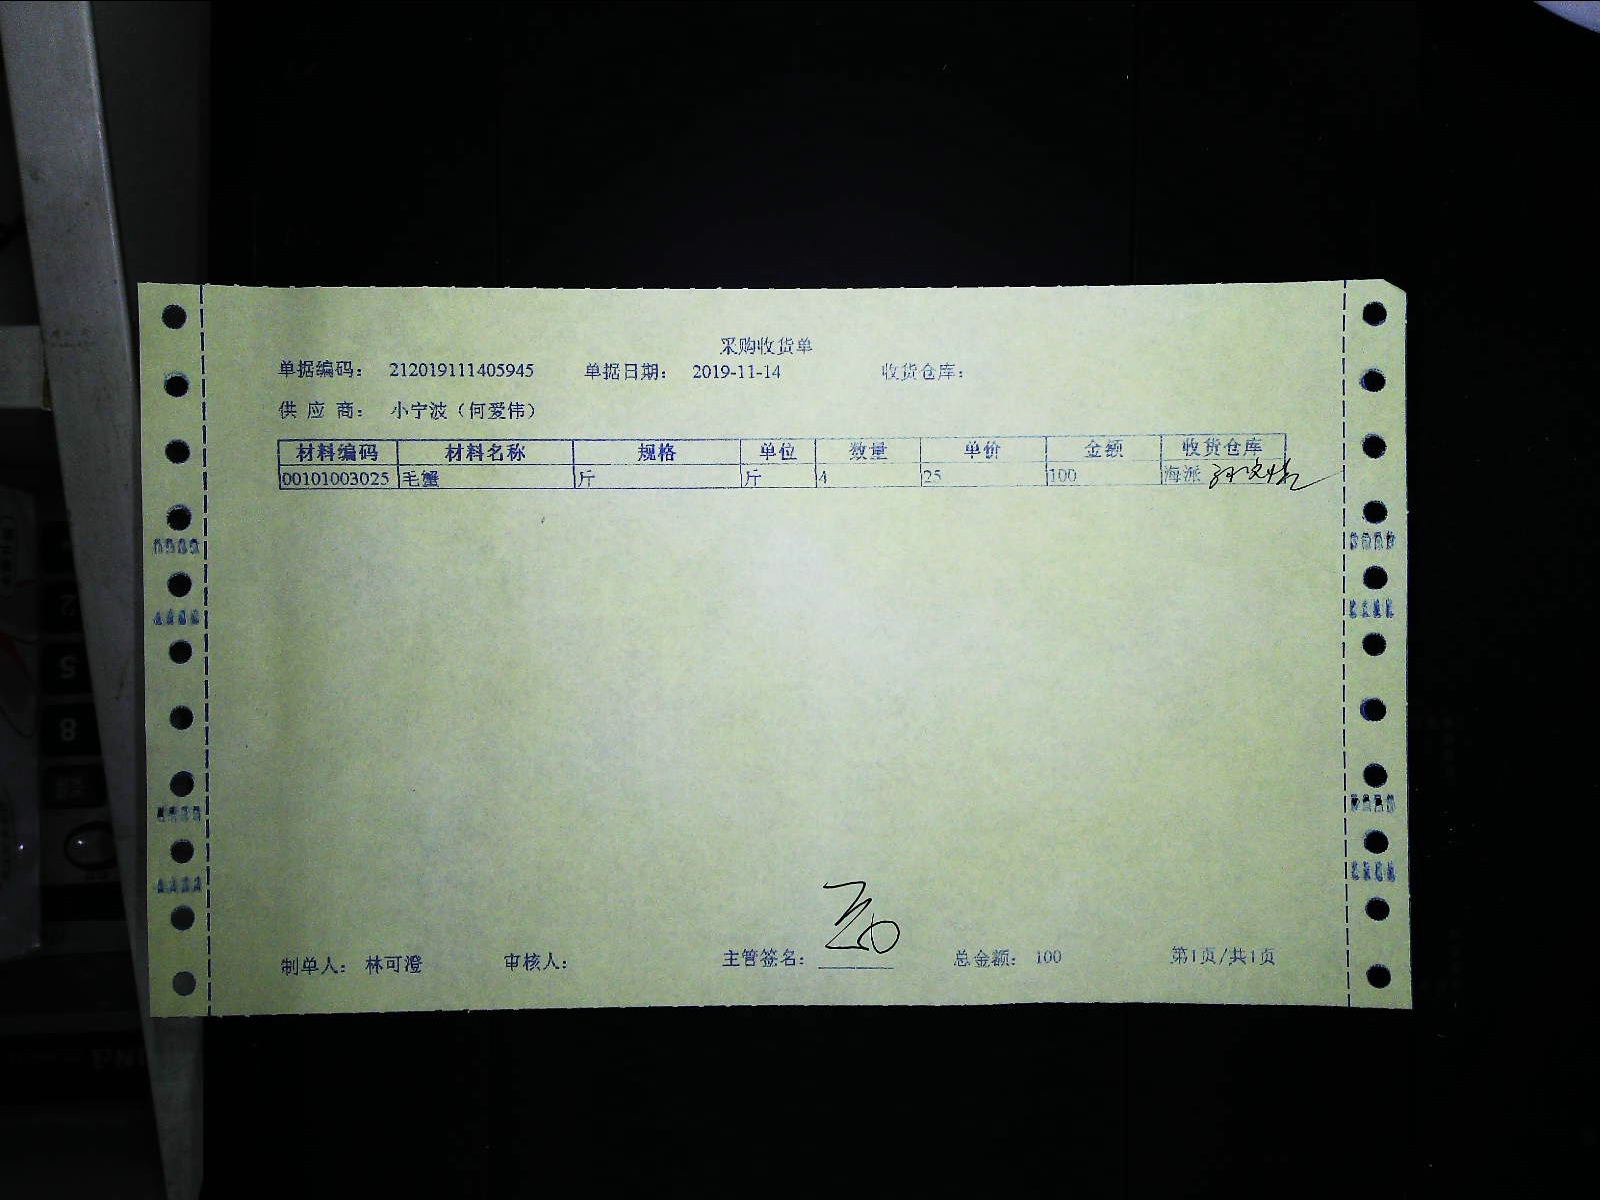 采购收货单
单据编码： 212019111405945 单据日期： 2019-11-14 收货仓库：
供 应 商： 小宁波（何爱伟）
材料编码 材料名称 规格 单位 数量 单价 金额 收货仓库
00101003025 毛蟹 斤 斤 4 25 100 海派
制单人： 林可澄 审核人： 主管签名： 总金额： 100 第1页/共1页